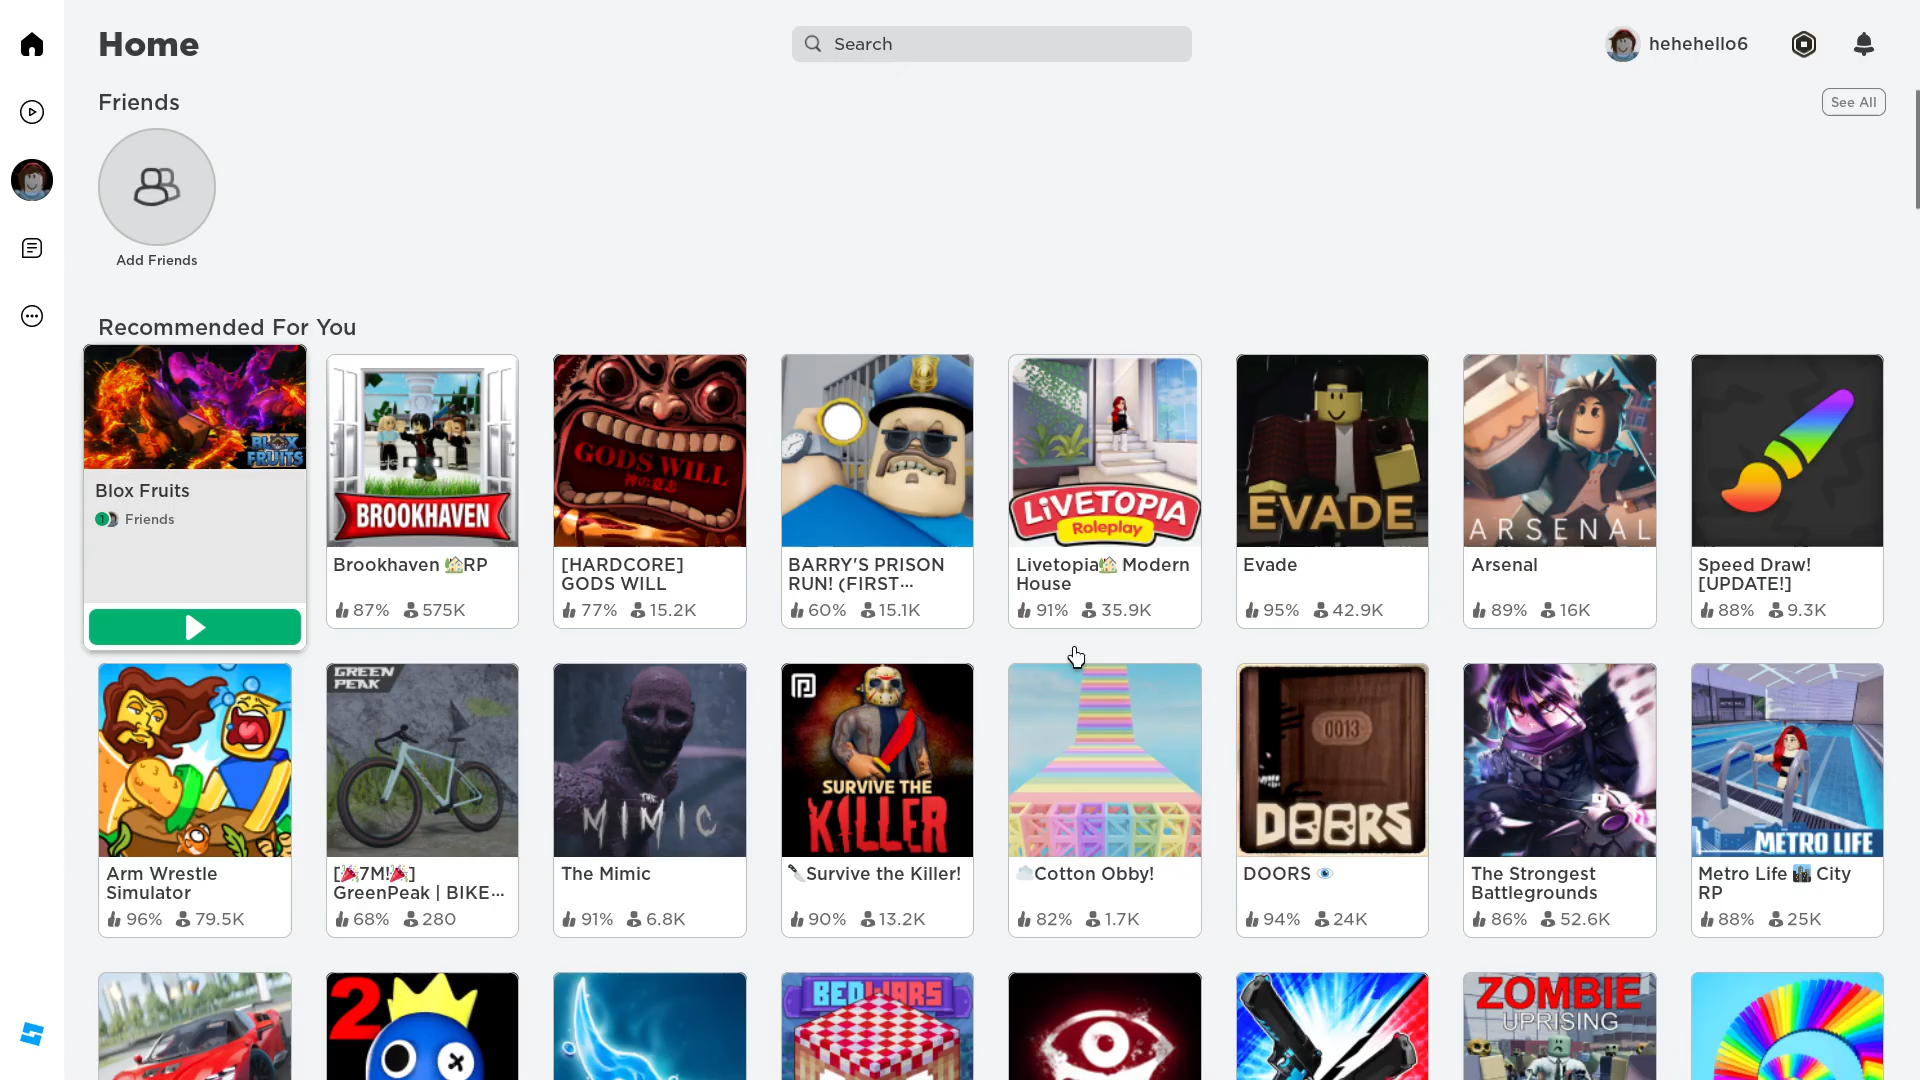 Home
Search
hehehello6
Friends
See All
Add Friends
Recommended For You
BLOX
FRUITS
Blox Fruits
1 Friends
BROOKHAVEN
Brookhaven 🏡RP
87% 575K
GODS WILL
神の意志
[HARDCORE]
GODS WILL
77% 15.2K
BARRY'S PRISON
RUN! (FIRST...
60% 15.1K
LIVETOPIA
Roleplay
Livetopia🏡 Modern
House
91% 35.9K
EVADE
Evade
95% 42.9K
ARSENAL
Arsenal
89% 16K
Speed Draw!
[UPDATE!]
88% 9.3K
Arm Wrestle
Simulator
96% 79.5K
GREEN
PEAK
[🎉7M!🎉]
GreenPeak | BIKE...
68% 280
THE
MIMIC
The Mimic
91% 6.8K
SURVIVE THE
KILLER
🔪Survive the Killer!
90% 13.2K
☁️Cotton Obby!
82% 1.7K
0013
DOORS
DOORS 👁️
94% 24K
The Strongest
Battlegrounds
86% 52.6K
METRO LIFE
Metro Life 🏙️ City
RP
88% 25K
2
BEDWARS
ZOMBIE
UPRISING